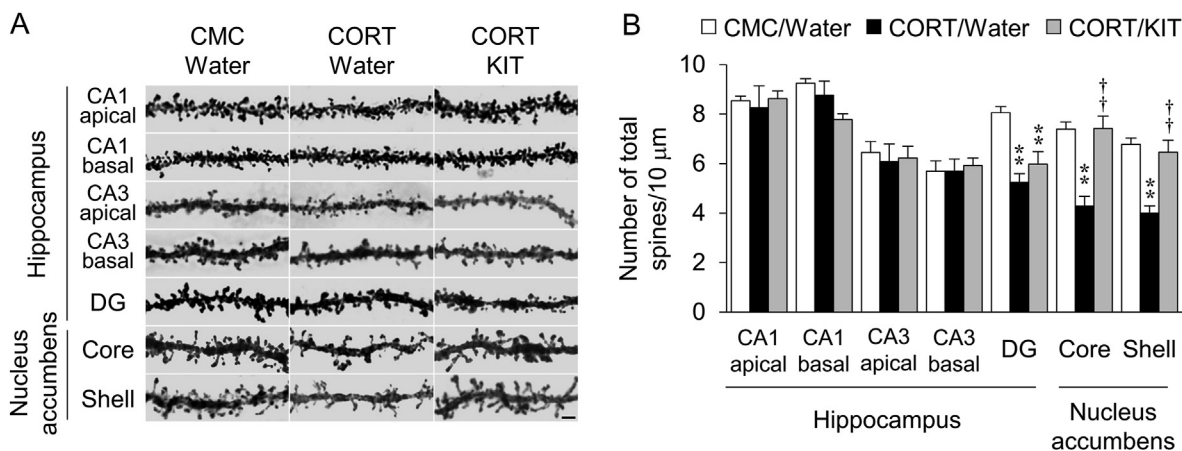 A
CMC
Water
CORT
Water
CORT
KIT
Hippocampus
CA1
apical
CA1
basal
CA3
apical
CA3
basal
DG
Nucleus
accumbens
Core
Shell
B
CMC/Water
CORT/Water
CORT/KIT
Number of total
spines/10 μm
10
8
6
4
2
0
**
**
**
††
**
††
CA1
apical
CA1
basal
CA3
apical
CA3
basal
DG
Core
Shell
Hippocampus
Nucleus
accumbens